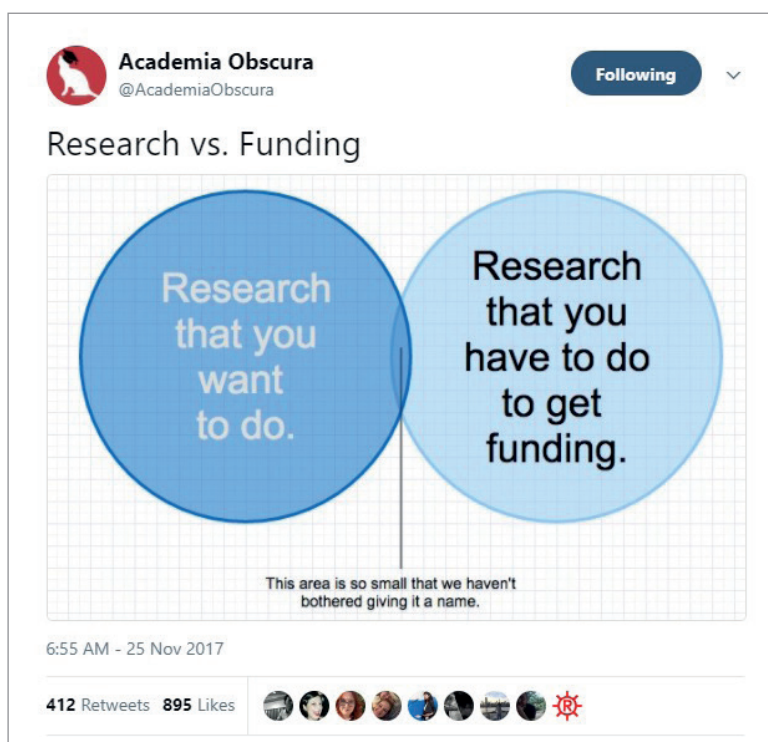 Academia Obscura
@AcademiaObscura
Following
Research vs. Funding
Research
that you
want
to do.
Research
that you
have to do
to get
funding.
This area is so small that we haven't
bothered giving it a name.
6:55 AM - 25 Nov 2017
412 Retweets 895 Likes
R